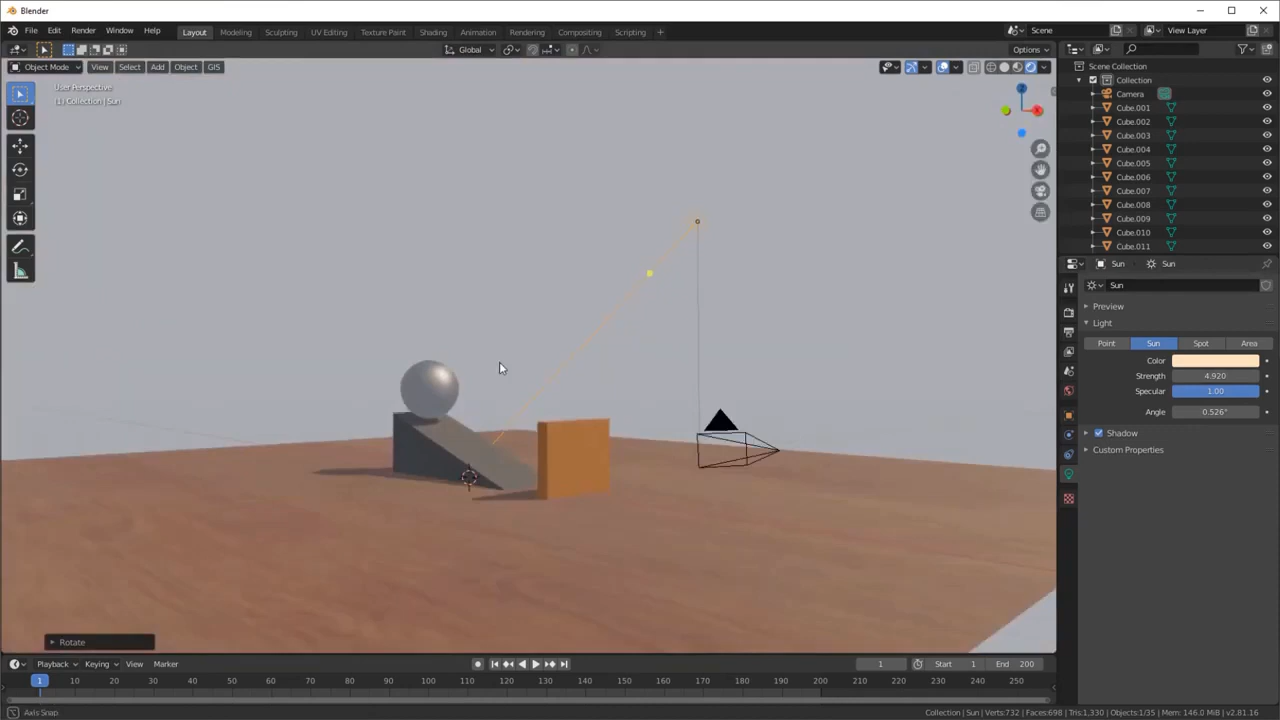 Blender
File Edit Render Window Help Layout Modeling Sculpting UV Editing Texture Paint Shading Animation Rendering Compositing Scripting + Scene View Layer
Global Options
Object Mode View Select Add Object GIS
User Perspective
(1) Collection | Sun
Z
X
Scene Collection
Collection
Camera
Cube.001
Cube.002
Cube.003
Cube.004
Cube.005
Cube.006
Cube.007
Cube.008
Cube.009
Cube.010
Cube.011
Sun Sun
Sun
Preview
Light
Point Sun Spot Area
Color
Strength 4.920
Specular 1.00
Angle 0.526°
Shadow
Custom Properties
Rotate
Playback Keying View Marker 1 Start 1 End 200
1 10 20 30 40 50 60 70 80 90 100 110 120 130 140 150 160 170 180 190 200 210 220 230 240 250
Axis Snap Collection | Sun | Verts:732 | Faces:698 | Tris:1,330 | Objects:1/35 | Mem: 146.0 MiB | v2.81.16